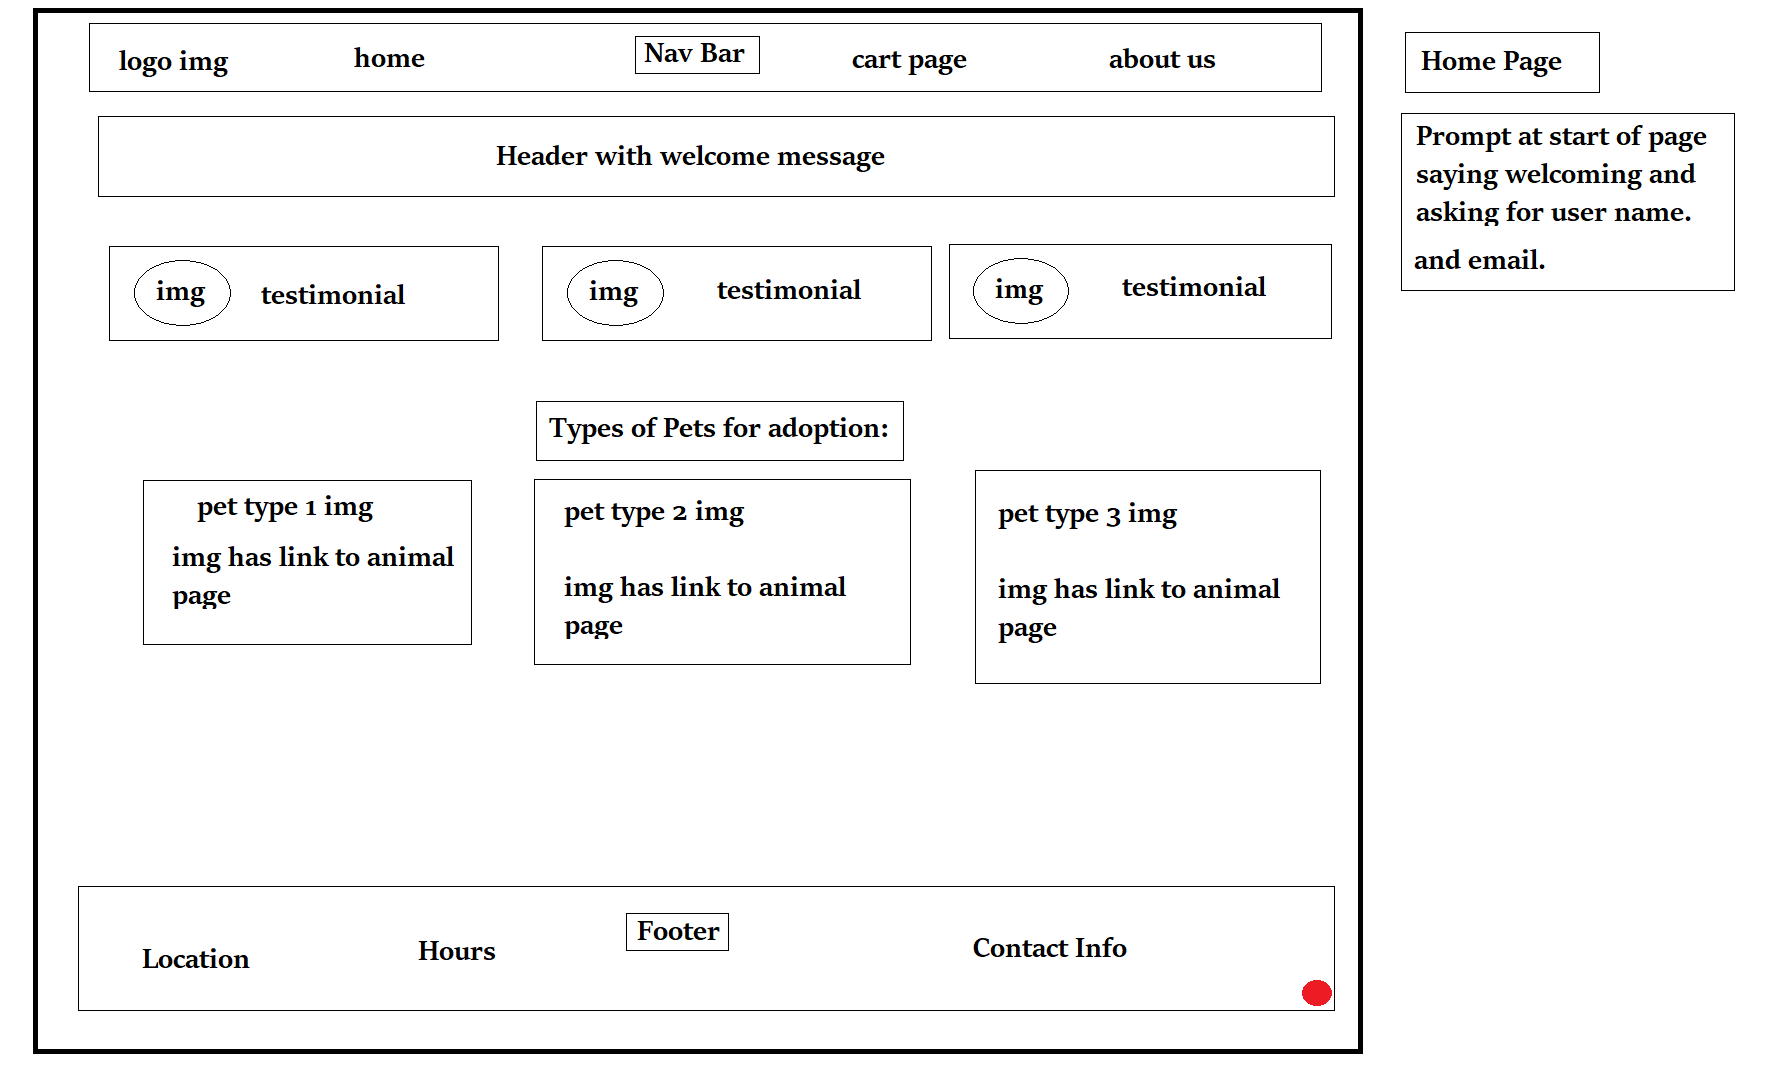 logo img
home
Nav Bar
cart page
about us
Home Page
Header with welcome message
Prompt at start of page
saying welcoming and
asking for user name.
and email.
img
testimonial
img
testimonial
img
testimonial
Types of Pets for adoption:
pet type 1 img
img has link to animal
page
pet type 2 img
img has link to animal
page
pet type 3 img
img has link to animal
page
Location
Hours
Footer
Contact Info